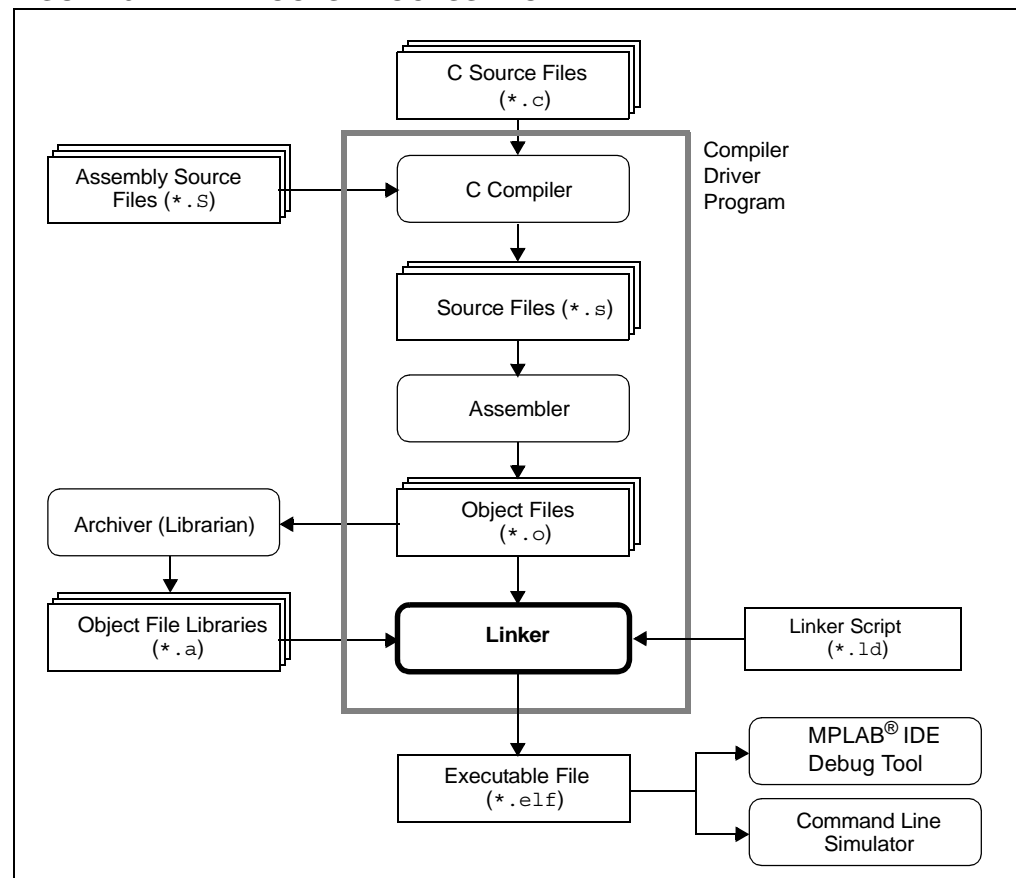 C Source Files
(*.c)
Compiler
Driver
Program
Assembly Source
Files (*.S)
C Compiler
Source Files (*.s)
Assembler
Archiver (Librarian)
Object Files
(*.o)
Object File Libraries
(*.a)
Linker
Linker Script
(*.ld)
Executable File
(*.elf)
MPLAB® IDE
Debug Tool
Command Line
Simulator